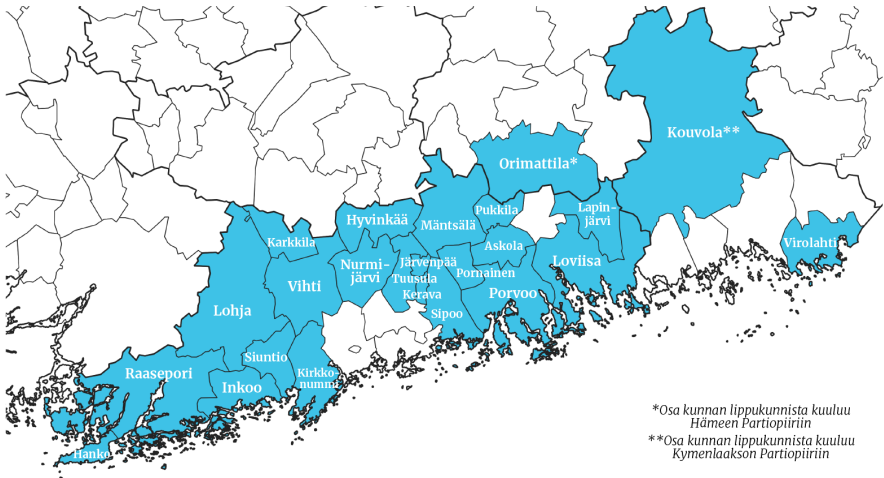 Kouvola**
Orimattila*
Lapin-
järvi
Pukkila
Hyvinkää
Mäntsälä
Karkkila
Askola
Virolahti
Nurmi-
järvi
Järvenpää
Loviisa
Pornainen
Tuusula
Vihti
Kerava
Porvoo
Lohja
Sipoo
Siuntio
Raasepori
Kirkko
nummi
Inkoo
Hanko
*Osa kunnan lippukunnista kuuluu
Hämeen Partiopiiriin
**Osa kunnan lippukunnista kuuluu
Kymenlaakson Partiopiiriin